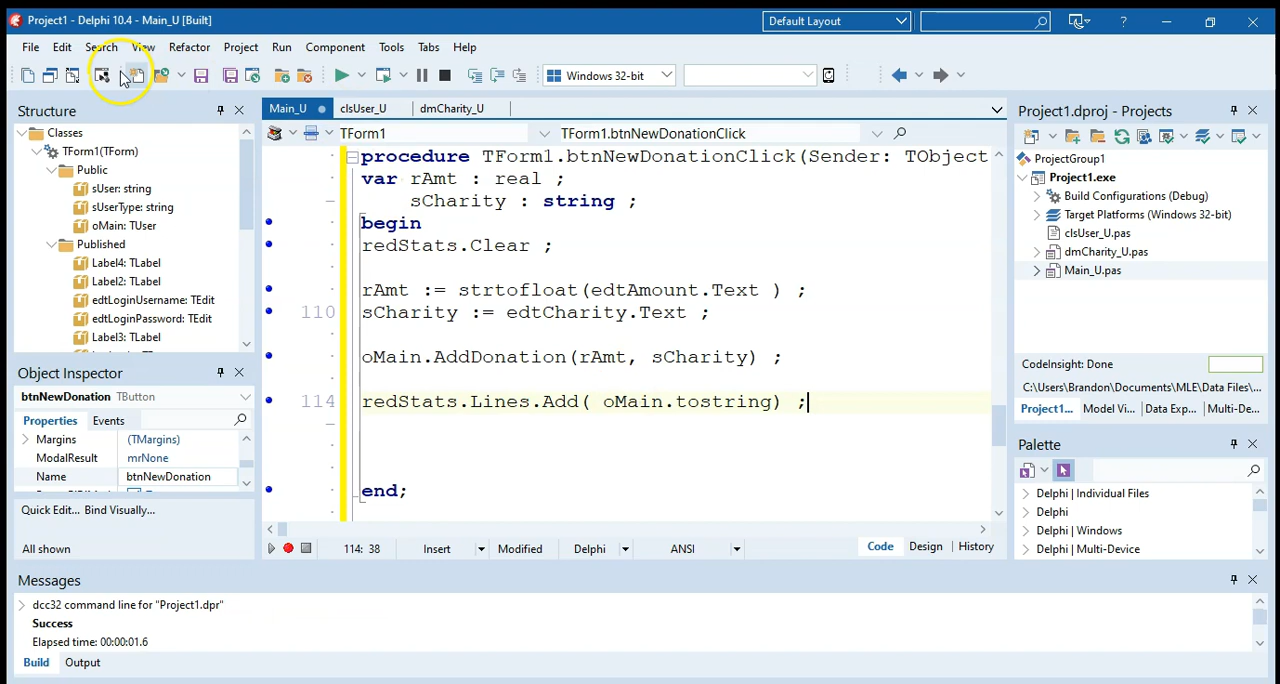 Project1 - Delphi 10.4 - Main_U [Built]
Default Layout
?
File Edit Search View Refactor Project Run Component Tools Tabs Help
Windows 32-bit
Structure
Classes
TForm1(TForm)
Public
sUser: string
sUserType: string
oMain: TUser
Published
Label4: TLabel
Label2: TLabel
edtLoginUsername: TEdit
edtLoginPassword: TEdit
Label3: TLabel
Object Inspector
btnNewDonation TButton
Properties Events
Margins (TMargins)
ModalResult mrNone
Name btnNewDonation
Quick Edit... Bind Visually...
All shown
Main_U clsUser_U dmCharity_U
TForm1 TForm1.btnNewDonationClick
procedure TForm1.btnNewDonationClick(Sender: TObject
var rAmt : real ;
sCharity : string ;
begin
redStats.Clear ;
rAmt := strtofloat(edtAmount.Text ) ;
110 sCharity := edtCharity.Text ;
oMain.AddDonation(rAmt, sCharity) ;
114 redStats.Lines.Add( oMain.tostring) ;
end;
114: 38 Insert Modified Delphi ANSI Code Design History
Project1.dproj - Projects
ProjectGroup1
Project1.exe
Build Configurations (Debug)
Target Platforms (Windows 32-bit)
clsUser_U.pas
dmCharity_U.pas
Main_U.pas
CodeInsight: Done
C:\Users\Brandon\Documents\MLE\Data Files\...
Project1... Model Vi... Data Exp... Multi-De...
Palette
Delphi | Individual Files
Delphi
Delphi | Windows
Delphi | Multi-Device
Messages
dcc32 command line for "Project1.dpr"
Success
Elapsed time: 00:00:01.6
Build Output